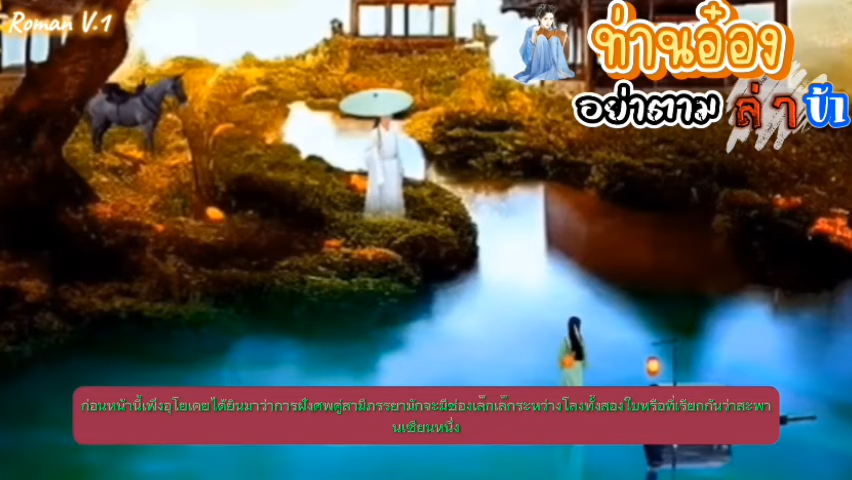 Roman V.1
ท่านอ๋อง
อย่าตาม ล่า ข้า
ก่อนหน้านี้เฟิงอุโยเคยได้ยินมาว่าการฝังศพคู่สามีภรรยามักจะมีช่องเล็กเล็กระหว่างโลงทั้งสองใบหรือที่เรียกกันว่าสะพา
นเซียนหนึ่ง